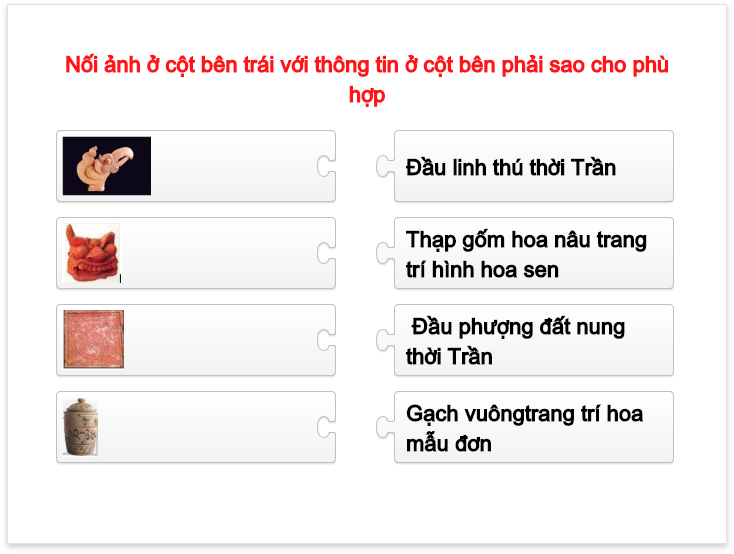 Nối ảnh ở cột bên trái với thông tin ở cột bên phải sao cho phù
hợp
Đầu linh thú thời Trần
Thạp gốm hoa nâu trang
trí hình hoa sen
Đầu phượng đất nung
thời Trần
Gạch vuôngtrang trí hoa
mẫu đơn